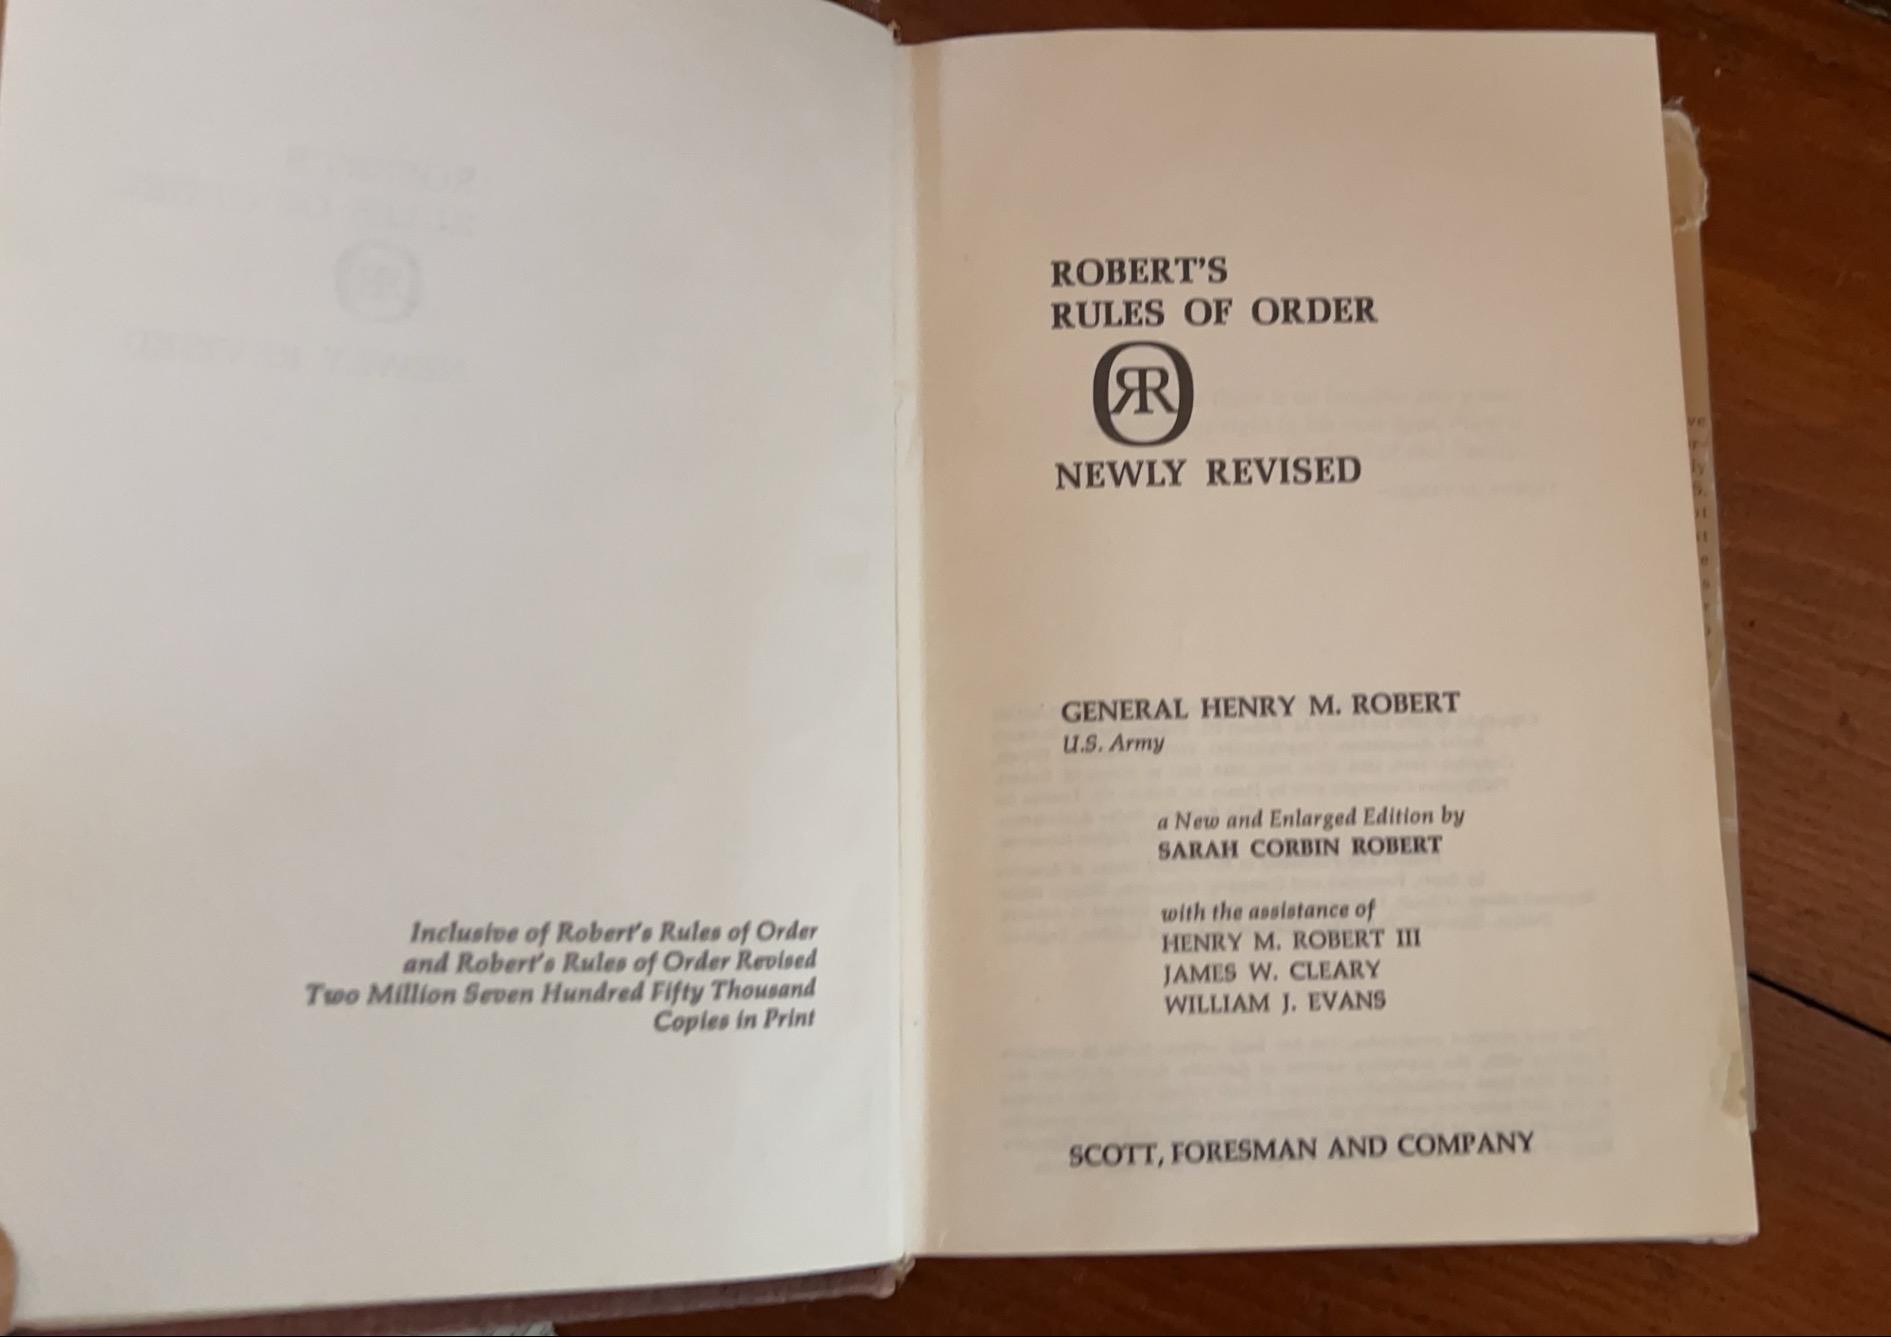 Inclusive of Robert's Rules of Order
and Robert's Rules of Order Revised
Two Million Seven Hundred Fifty Thousand
Copies in Print
ROBERT'S
RULES OF ORDER
RR
NEWLY REVISED
GENERAL HENRY M. ROBERT
U.S. Army
a New and Enlarged Edition by
SARAH CORBIN ROBERT
with the assistance of
HENRY M. ROBERT III
JAMES W. CLEARY
WILLIAM J. EVANS
SCOTT, FORESMAN AND COMPANY